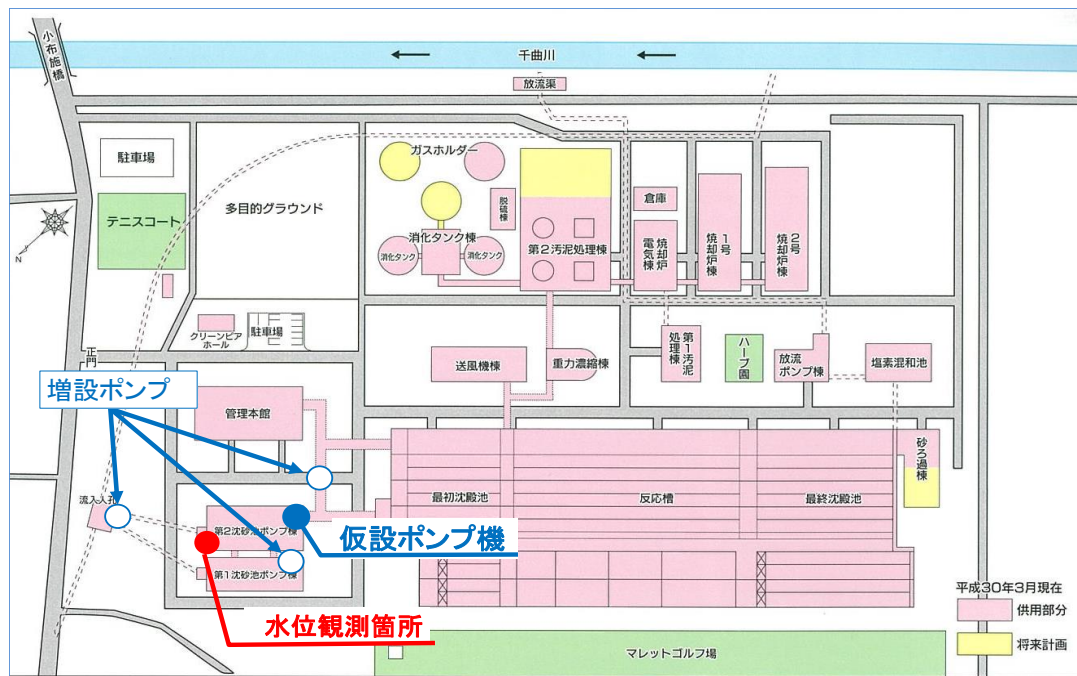 小布施橋
千曲川
放流渠
駐車場
テニスコート
多目的グラウンド
ガスホルダー
脱硫棟
消化タンク棟
消化タンク
消化タンク
第2汚泥処理棟
倉庫
焼却炉
電気棟
1号
焼却炉棟
2号
焼却炉棟
N
クリーンピア
ホール
駐車場
正門
送風機棟
重力濃縮棟
第1汚泥
処理棟
ハーブ園
放流
ポンプ棟
塩素混和池
増設ポンプ
管理本館
砂ろ過棟
流入人孔
最初沈殿池
反応槽
最終沈殿池
第2沈砂池ポンプ棟
仮設ポンプ機
第1沈砂池ポンプ棟
水位観測箇所
平成30年3月現在
供用部分
将来計画
マレットゴルフ場